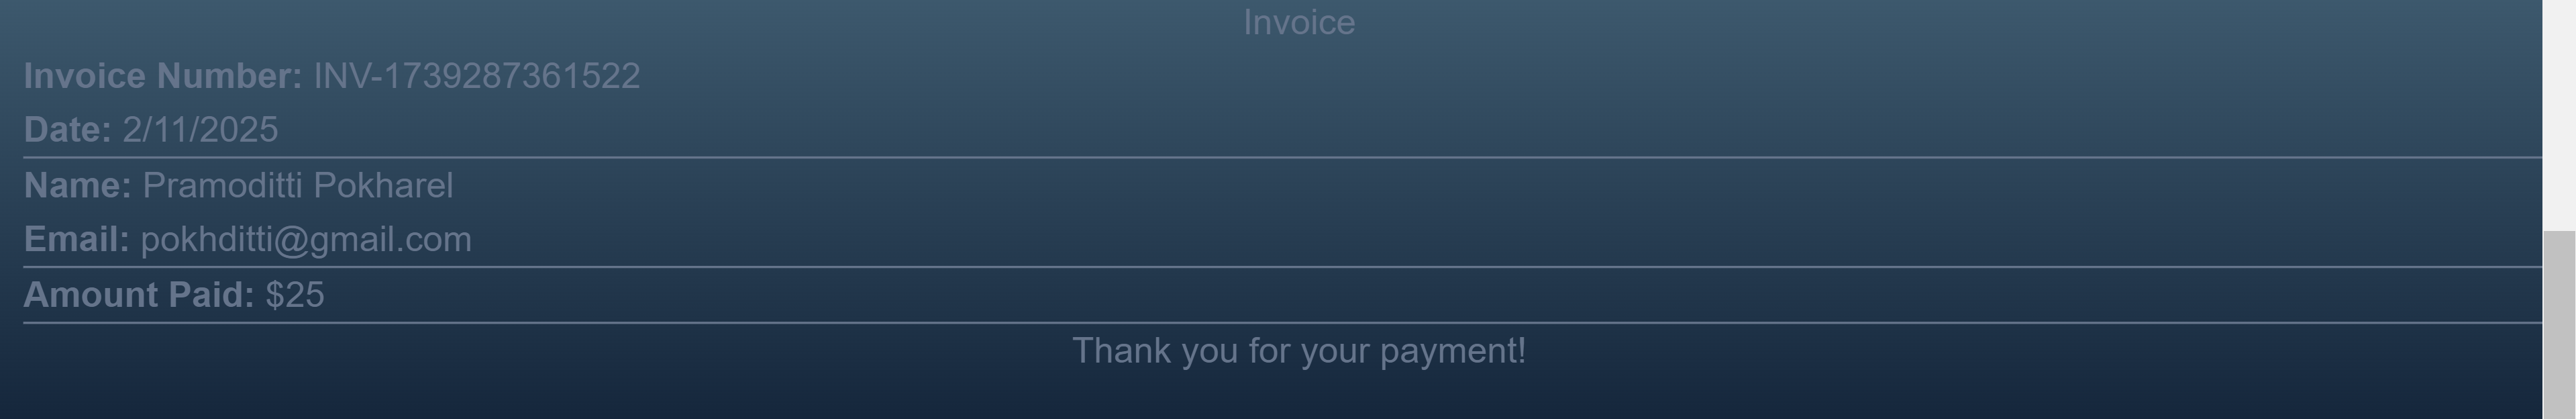 Invoice
Invoice Number: INV-1739287361522
Date: 2/11/2025
Name: Pramoditti Pokharel
Email: pokhditti@gmail.com
Amount Paid: $25
Thank you for your payment!